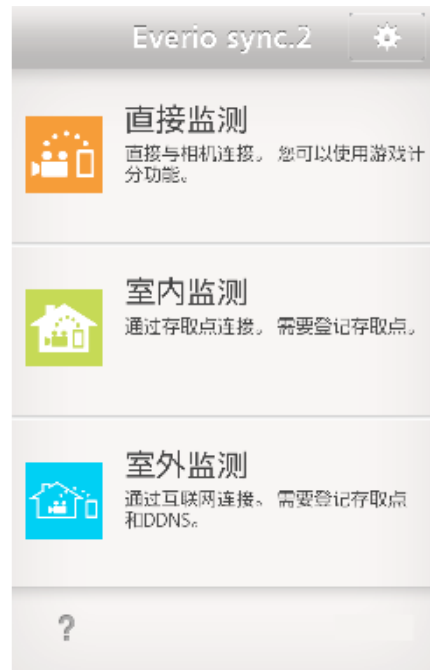 Everio sync.2
直接监测
直接与相机连接。 您可以使用游戏计
分功能。
室内监测
通过存取点连接。 需要登记存取点。
室外监测
通过互联网连接。 需要登记存取点
和DDNS。
?